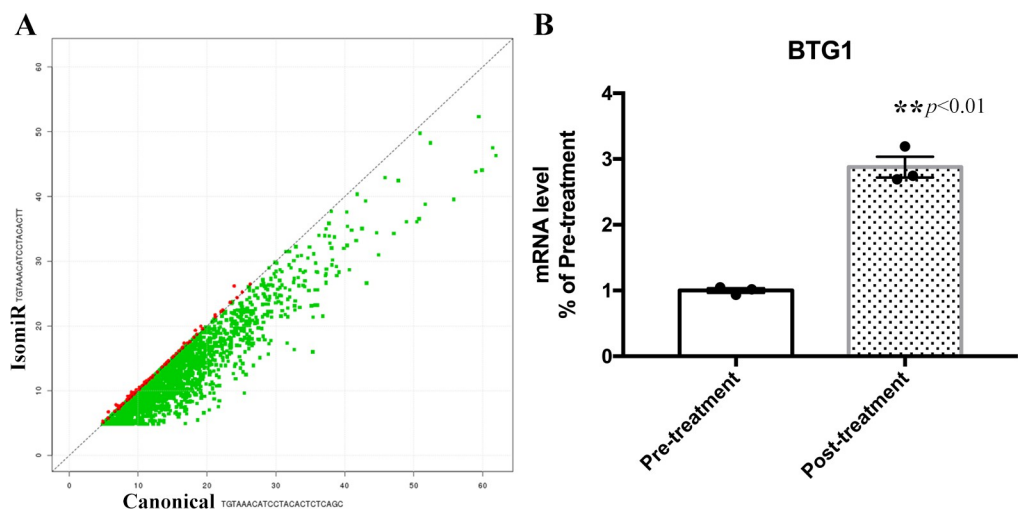 A
IsomiR TGTAAACATCCTACACTT
60
50
40
30
20
10
0
0 10 20 30 40 50 60
Canonical TGTAAACATCCTACACTCTCAGC
B
BTG1
mRNA level
% of Pre-treatment
4
3
2
1
0
**p<0.01
Pre-treatment
Post-treatment